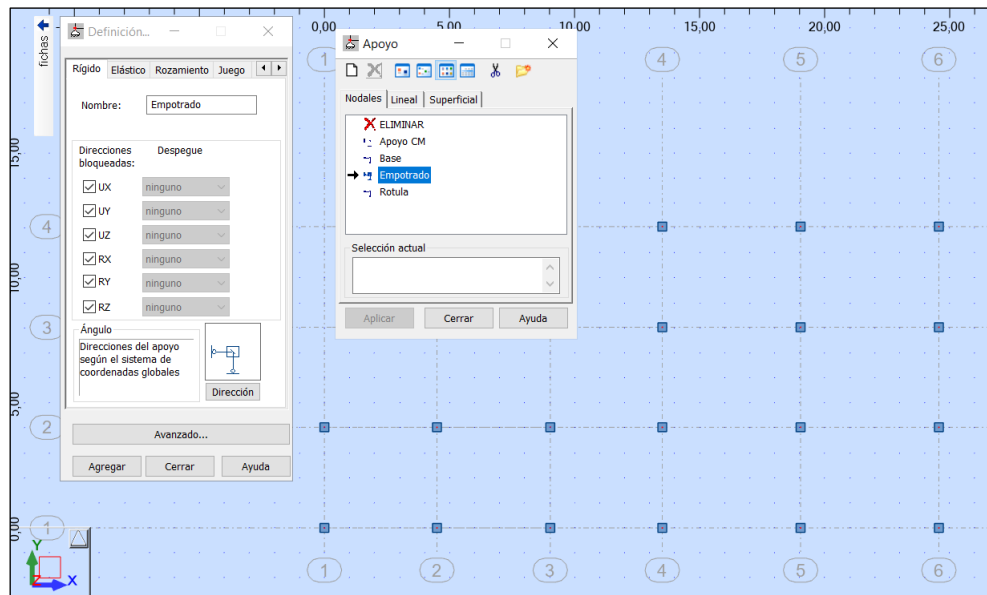 fichas
Definición...
Rígido Elástico Rozamiento Juego
Nombre: Empotrado
Direcciones bloqueadas: Despegue
UX ninguno
UY ninguno
UZ ninguno
RX ninguno
RY ninguno
RZ ninguno
Ángulo
Direcciones del apoyo
según el sistema de
coordenadas globales
Dirección
Avanzado...
Agregar Cerrar Ayuda
Apoyo
Nodales Lineal Superficial
ELIMINAR
Apoyo CM
Base
Empotrado
Rotula
Selección actual
Aplicar Cerrar Ayuda
0,00 5,00 10,00 15,00 20,00 25,00
1 4 5 6
15,00
4
10,00
3
5,00
2
0,00
1
Y
Z X
1 2 3 4 5 6